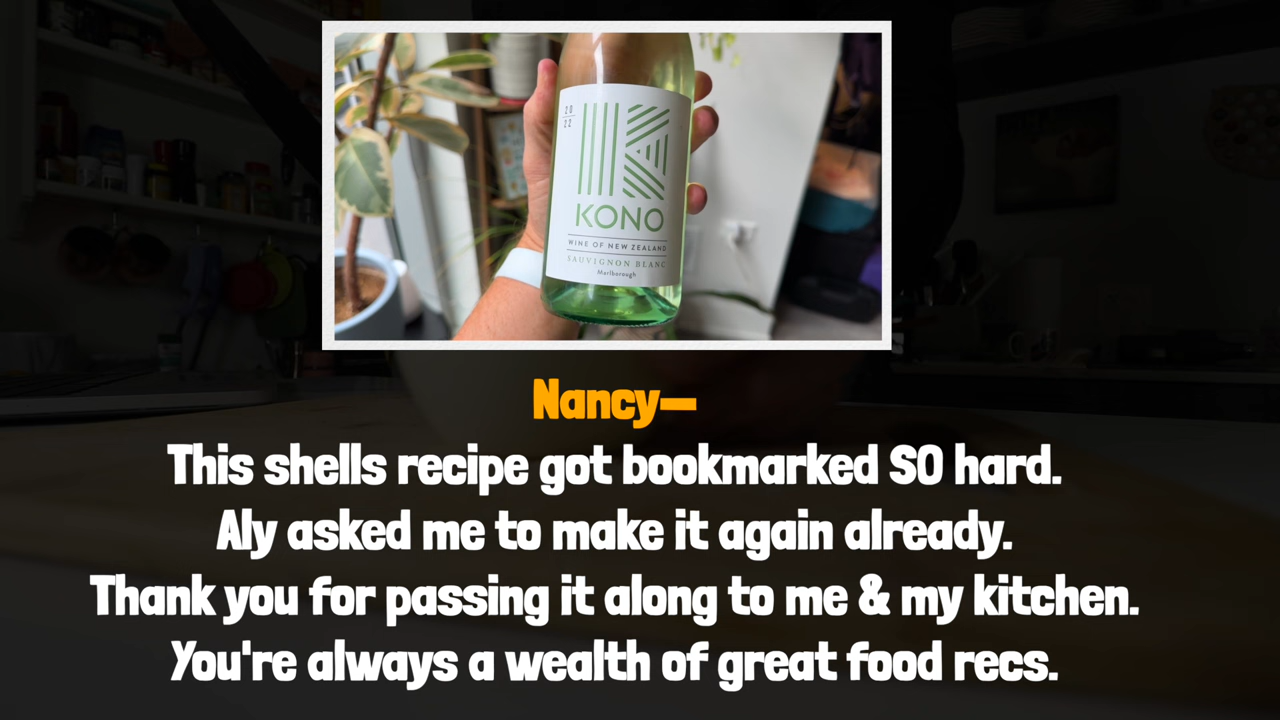 20
22
KONO
WINE OF NEW ZEALAND
SAUVIGNON BLANC
Marlborough
Nancy—
This shells recipe got bookmarked SO hard.
Aly asked me to make it again already.
Thank you for passing it along to me & my kitchen.
You're always a wealth of great food recs.